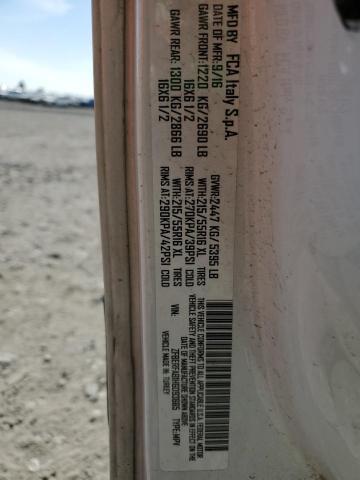 MFD BY FCA Italy S.p.A.
DATE OF MFR: 9/16
GVWR: 2447 KG/5395 LB
GAWR FRONT: 1220 KG/2690 LB 215/55R16 XL TIRES
16X6 1/2 RIMS AT: 270KPA/39PSI COLD
GAWR REAR: 1300 KG/2866 LB 215/55R16 XL TIRES
16X6 1/2 RIMS AT: 290KPA/42PSI COLD
THIS VEHICLE CONFORMS TO ALL APPLICABLE U.S.A. FEDERAL MOTOR
VEHICLE SAFETY AND THEFT PREVENTION STANDARDS IN EFFECT ON THE
DATE OF MANUFACTURE SHOWN ABOVE.
VIN: TYPE: MPV
MADE IN: TURKEY